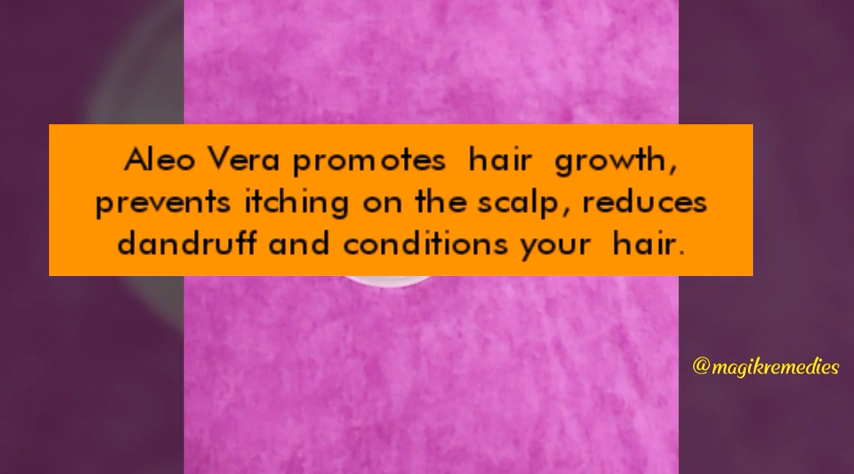 Aleo Vera promotes hair growth,
prevents itching on the scalp, reduces
dandruff and conditions your hair.
@magikremedies